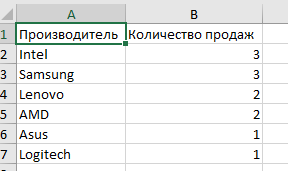 A B
1 Производитель Количество продаж
2 Intel 3
3 Samsung 3
4 Lenovo 2
5 AMD 2
6 Asus 1
7 Logitech 1